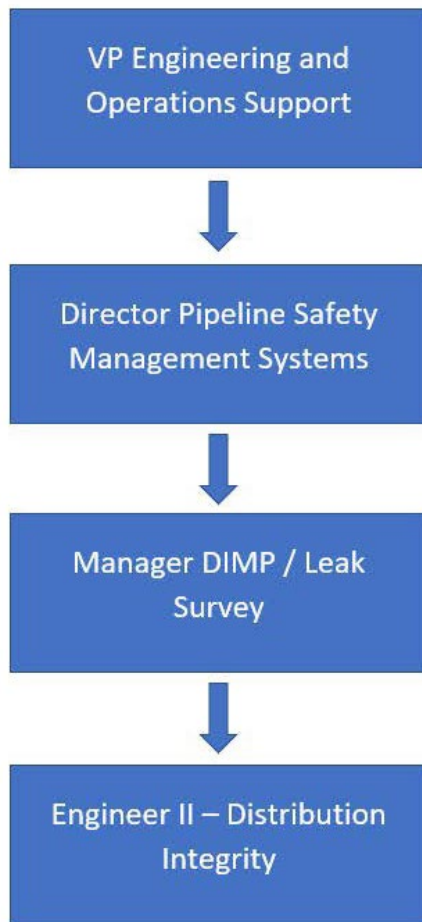 VP Engineering and
Operations Support
Director Pipeline Safety
Management Systems
Manager DIMP / Leak
Survey
Engineer II – Distribution
Integrity